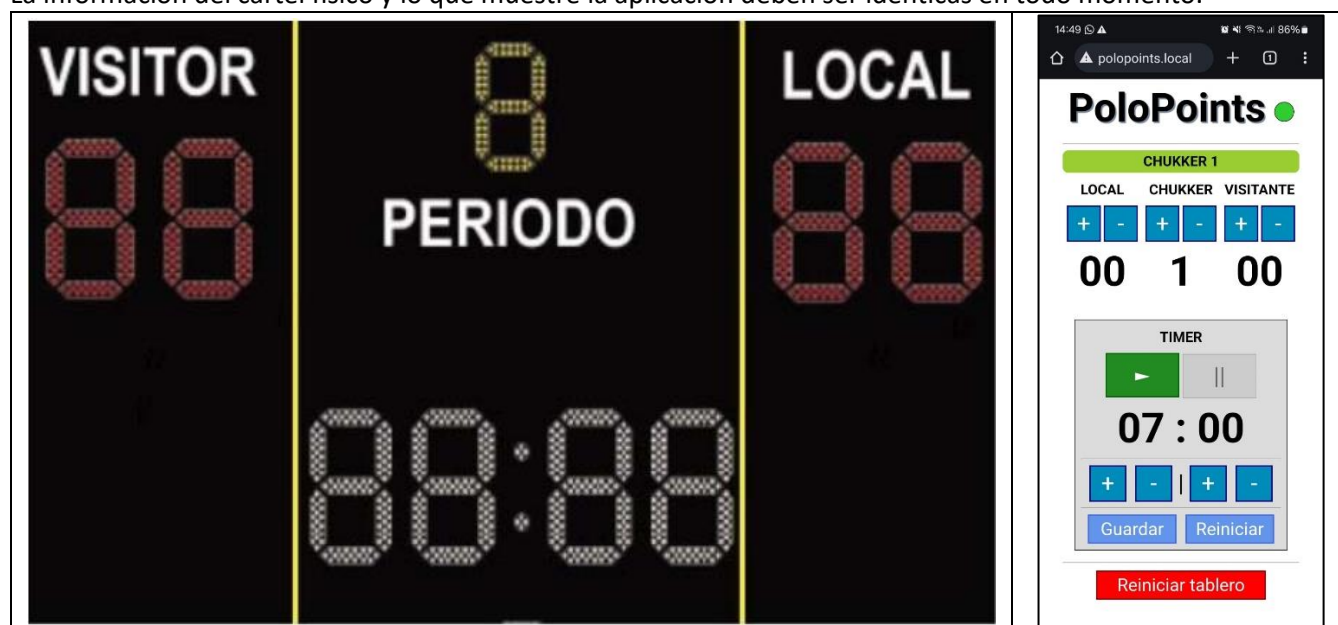 La información del cartel físico y lo que muestre la aplicación deben ser idénticas en todo momento.
VISITOR
88
8
PERIODO
88:88
LOCAL
88
14:49
86%
polopoints.local
+
1
PoloPoints
CHUKKER 1
LOCAL CHUKKER VISITANTE
+ - + - + -
00 1 00
TIMER
► ||
07 : 00
+ - | + -
Guardar Reiniciar
Reiniciar tablero